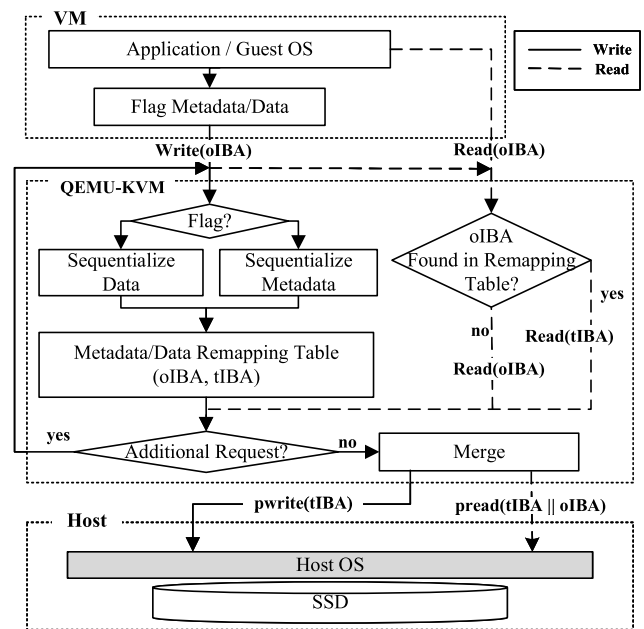 VM
Application / Guest OS
Flag Metadata/Data
Write
Read
Write(oIBA)
Read(oIBA)
QEMU-KVM
Flag?
Sequentialize
Data
Sequentialize
Metadata
oIBA
Found in Remapping
Table?
yes
no
Read(tIBA)
Read(oIBA)
Metadata/Data Remapping Table
(oIBA, tIBA)
yes
Additional Request?
no
Merge
pwrite(tIBA)
pread(tIBA || oIBA)
Host
Host OS
SSD